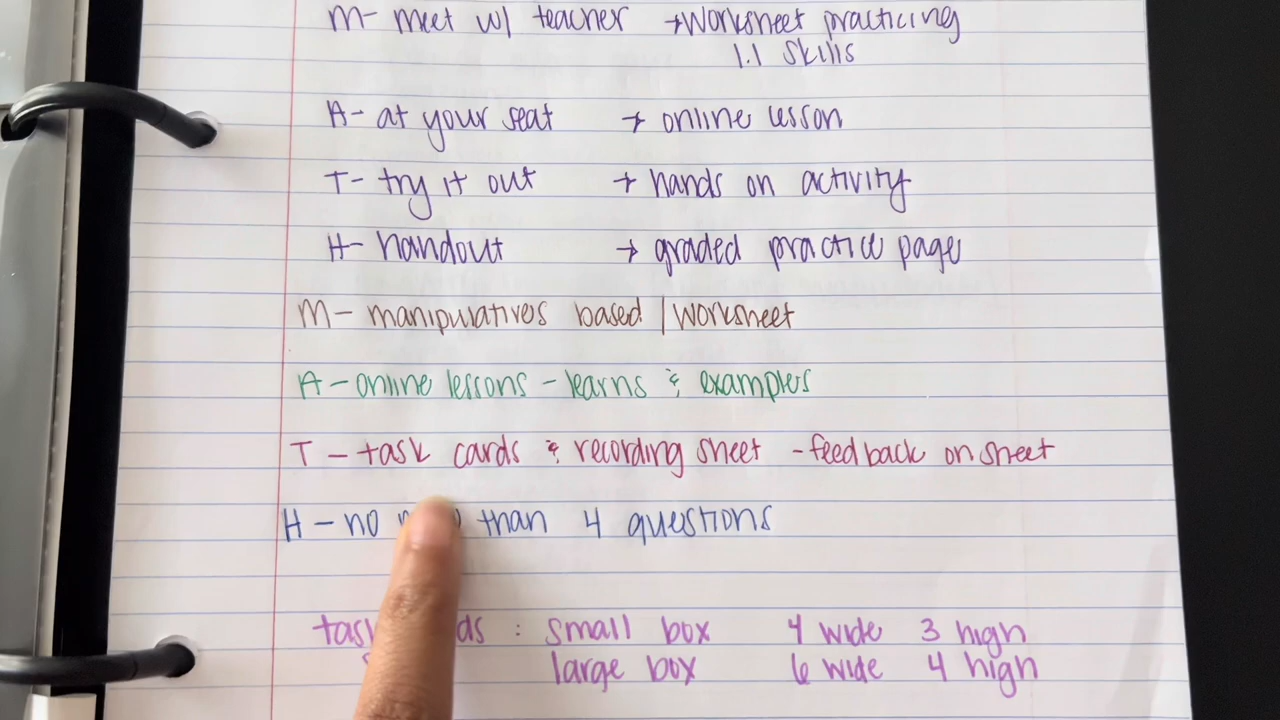 M- meet w/ teacher → Worksheet practicing
1.1 skills
A- at your seat → online lesson
T- try it out → hands on activity
H- handout → graded practice page
M- manipulatives based / worksheet
A - online lessons - learns & examples
T - task cards & recording sheet - feedback on sheet
H - no than 4 questions
: small box 4 wide 3 high
large box 6 wide 4 high